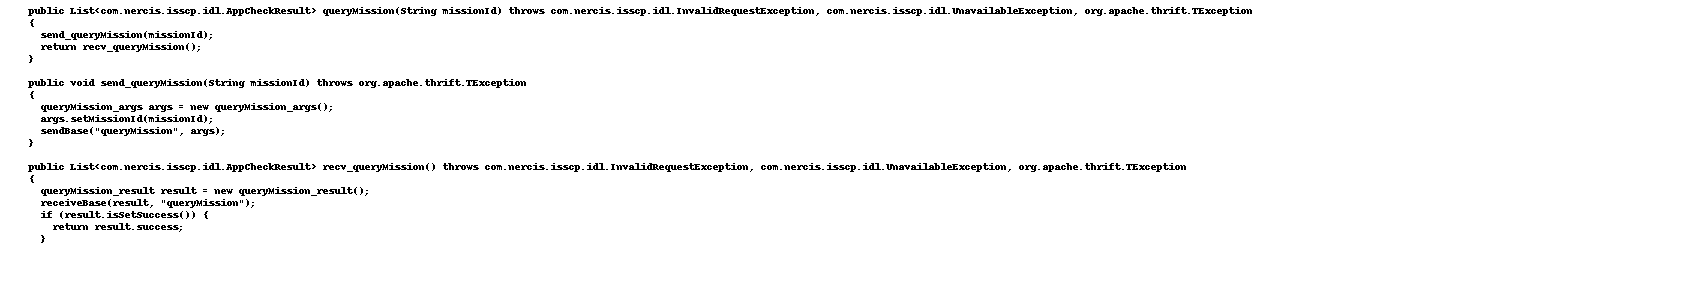 public List<com.nercis.isscp.idl.AppCheckResult> queryMission(String missionId) throws com.nercis.isscp.idl.InvalidRequestException, com.nercis.isscp.idl.UnavailableException, org.apache.thrift.TException
{
  send_queryMission(missionId);
  return recv_queryMission();
}

public void send_queryMission(String missionId) throws org.apache.thrift.TException
{
  queryMission_args args = new queryMission_args();
  args.setMissionId(missionId);
  sendBase("queryMission", args);
}

public List<com.nercis.isscp.idl.AppCheckResult> recv_queryMission() throws com.nercis.isscp.idl.InvalidRequestException, com.nercis.isscp.idl.UnavailableException, org.apache.thrift.TException
{
  queryMission_result result = new queryMission_result();
  receiveBase(result, "queryMission");
  if (result.isSetSuccess()) {
    return result.success;
  }